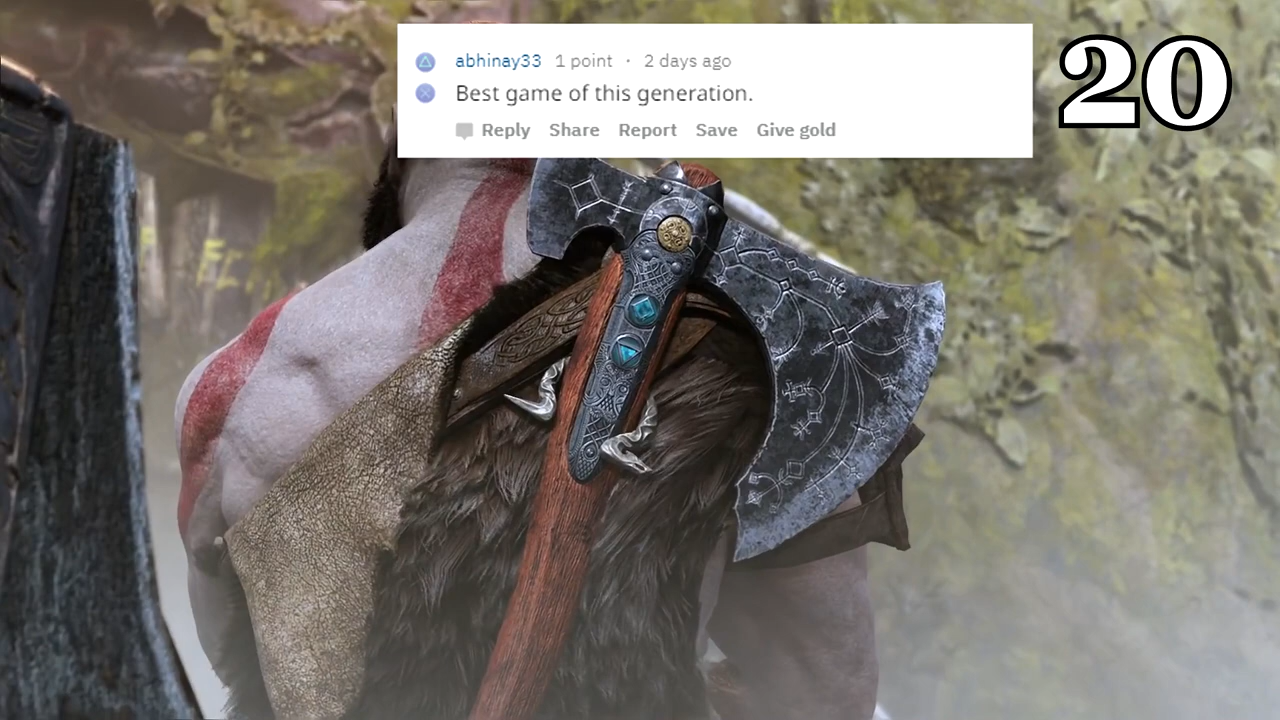 abhinay33 1 point · 2 days ago
Best game of this generation.
Reply Share Report Save Give gold
20